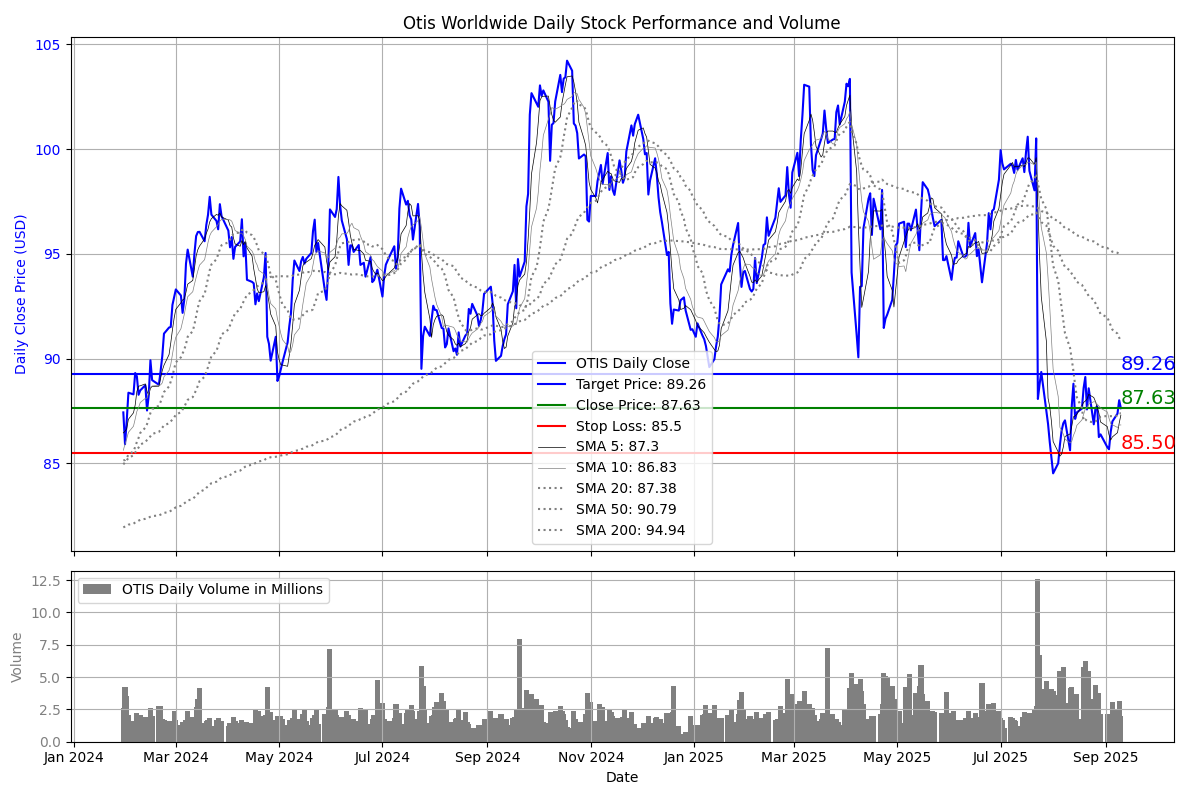 Otis Worldwide Daily Stock Performance and Volume
Daily Close Price (USD)
105
100
95
90
85
89.26
87.63
85.50
OTIS Daily Close
Target Price: 89.26
Close Price: 87.63
Stop Loss: 85.5
SMA 5: 87.3
SMA 10: 86.83
SMA 20: 87.38
SMA 50: 90.79
SMA 200: 94.94
Volume
12.5
10.0
7.5
5.0
2.5
0.0
OTIS Daily Volume in Millions
Jan 2024 Mar 2024 May 2024 Jul 2024 Sep 2024 Nov 2024 Jan 2025 Mar 2025 May 2025 Jul 2025 Sep 2025
Date